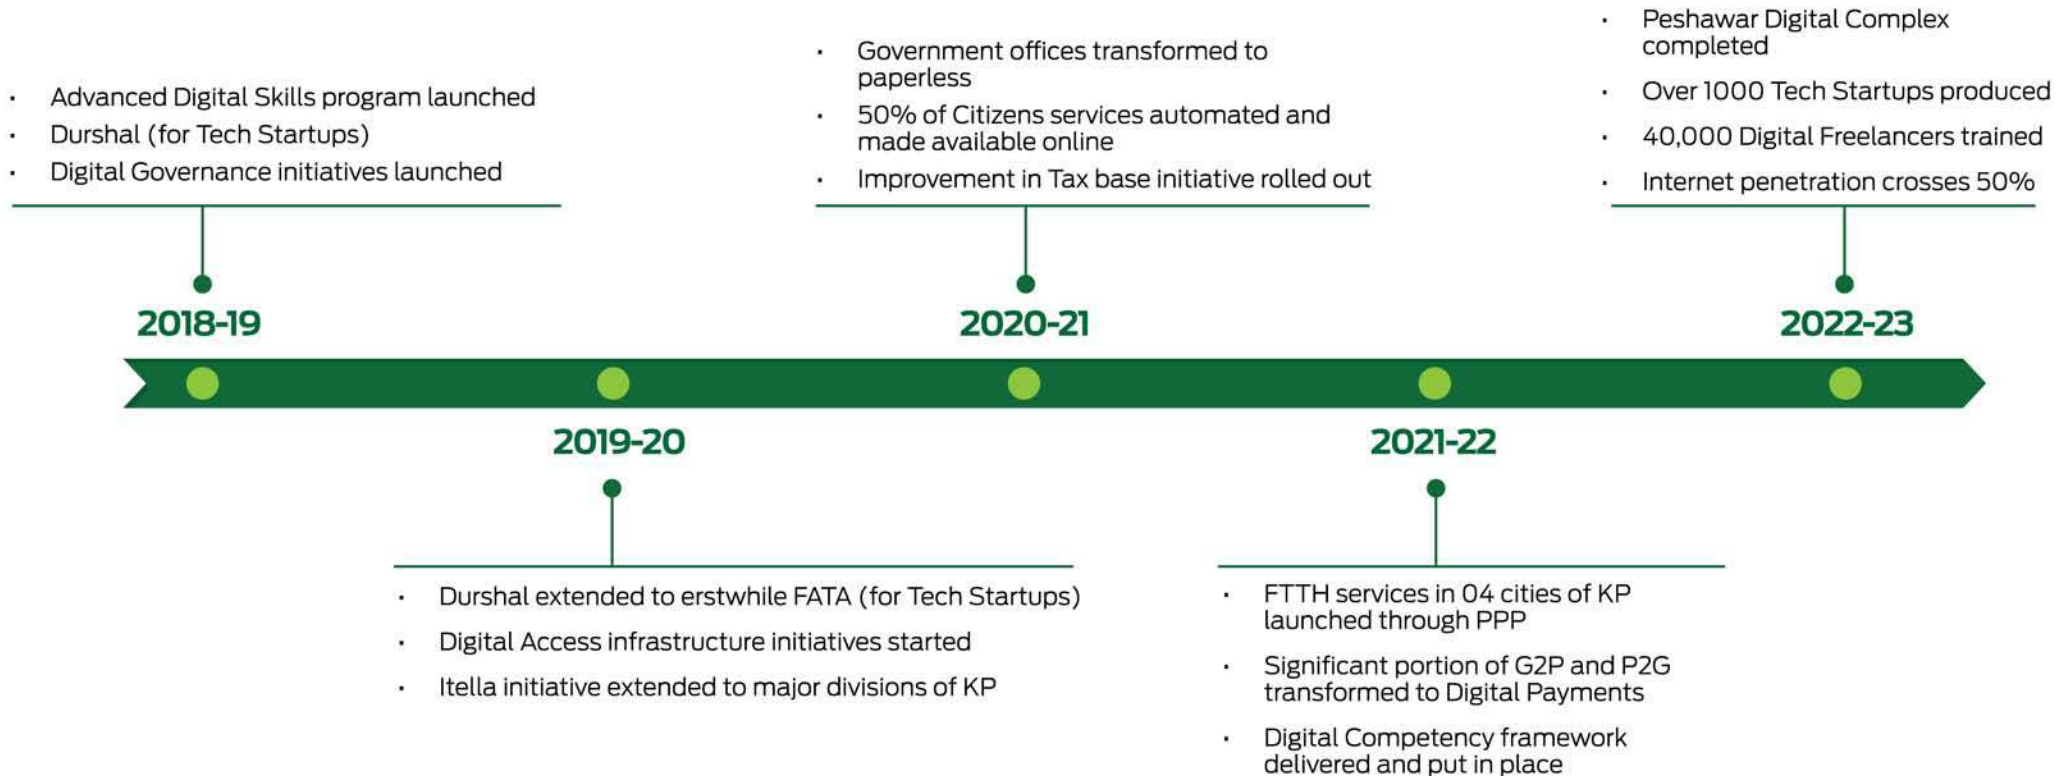 · Advanced Digital Skills program launched
· Durshal (for Tech Startups)
· Digital Governance initiatives launched
2018-19
· Durshal extended to erstwhile FATA (for Tech Startups)
· Digital Access infrastructure initiatives started
· Itella initiative extended to major divisions of KP
2019-20
· Government offices transformed to
paperless
· 50% of Citizens services automated and
made available online
· Improvement in Tax base initiative rolled out
2020-21
· FTTH services in 04 cities of KP
launched through PPP
· Significant portion of G2P and P2G
transformed to Digital Payments
· Digital Competency framework
delivered and put in place
2021-22
· Peshawar Digital Complex
completed
· Over 1000 Tech Startups produced
· 40,000 Digital Freelancers trained
· Internet penetration crosses 50%
2022-23